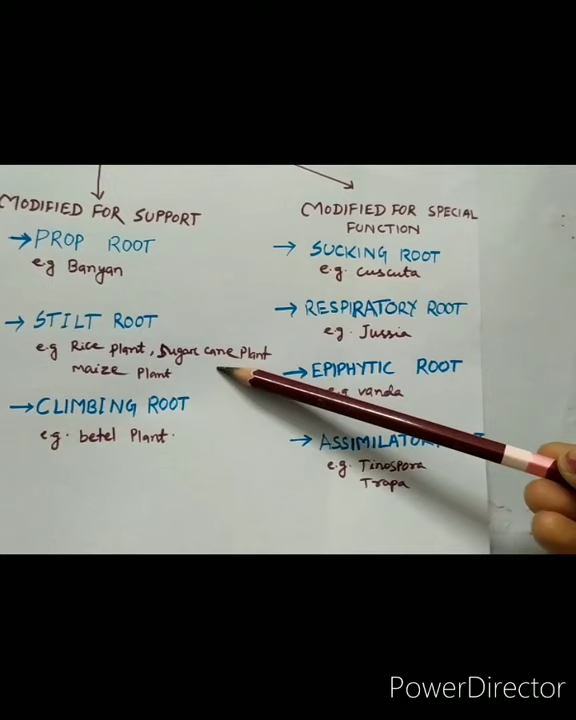 MODIFIED FOR SUPPORT
→ PROP ROOT
e.g Banyan
→ STILT ROOT
e.g Rice plant, Sugar cane Plant
maize Plant
→ CLIMBING ROOT
e.g. betel Plant.
MODIFIED FOR SPECIAL
FUNCTION
→ SUCKING ROOT
e.g. cuscuta
→ RESPIRATORY ROOT
e.g. Jussia
→ EPIPHYTIC ROOT
e.g vanda
→
e.g. Tinospora
Trapa
PowerDirector